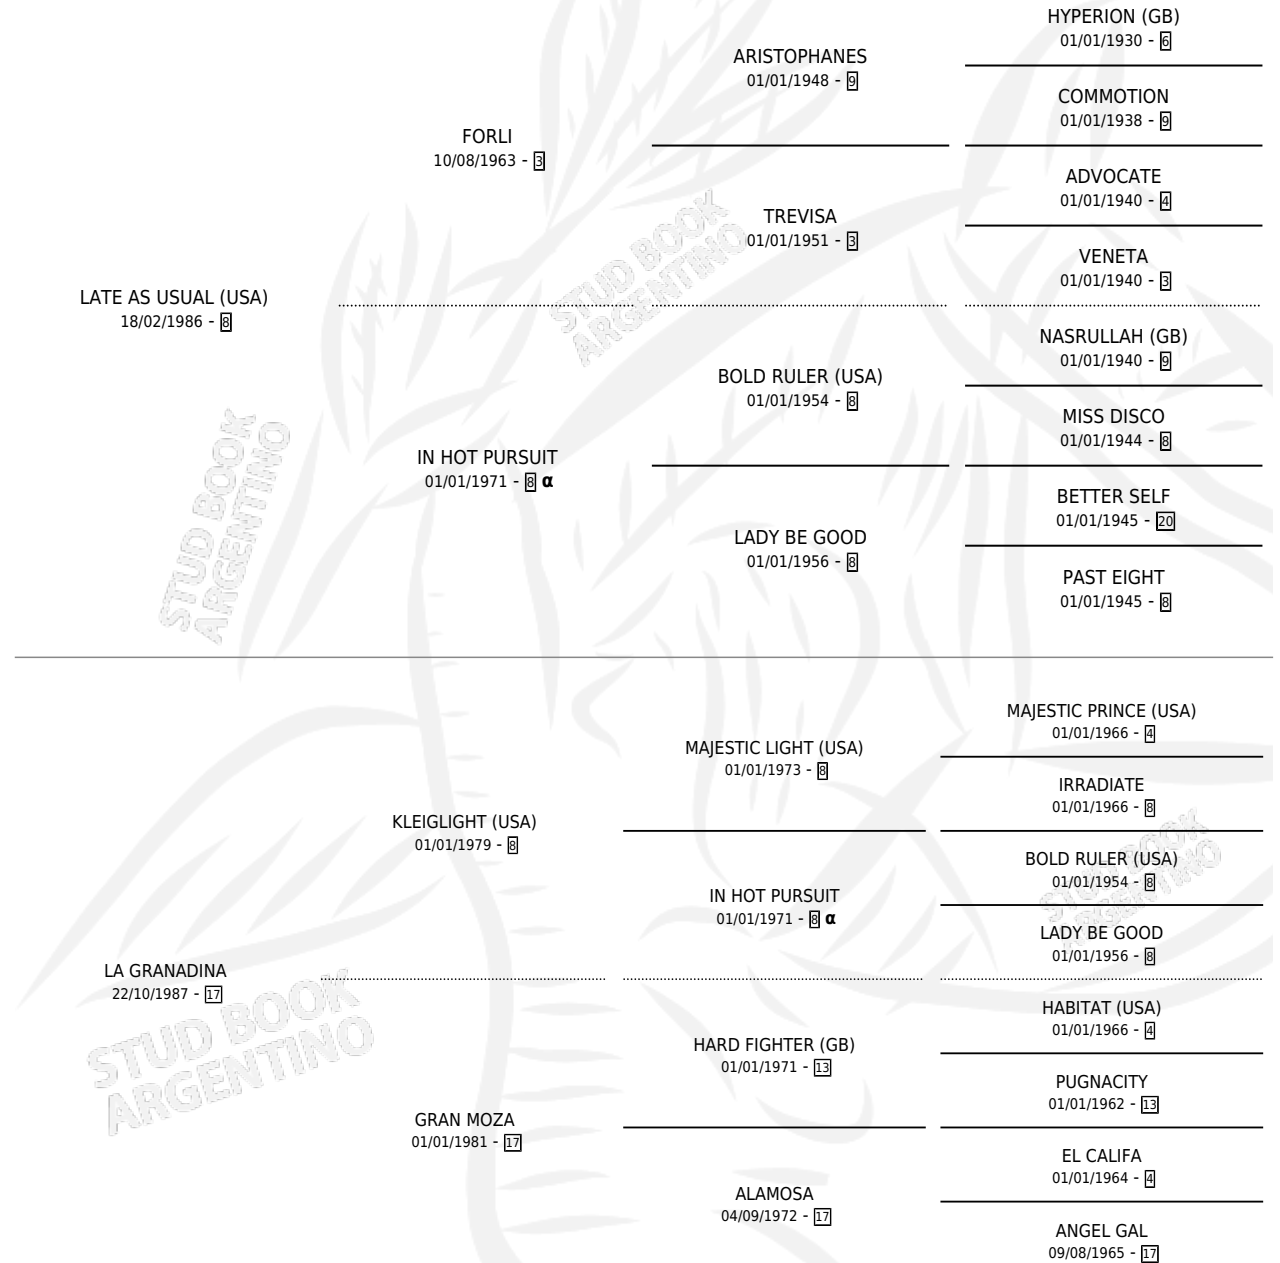 HYPERION (GB)
01/01/1930 - 6
ARISTOPHANES
01/01/1948 - 9
COMMOTION
01/01/1938 - 9
FORLI
10/08/1963 - 3
ADVOCATE
01/01/1940 - 4
TREVISA
01/01/1951 - 3
VENETA
01/01/1940 - 3
LATE AS USUAL (USA)
18/02/1986 - 8
NASRULLAH (GB)
01/01/1940 - 9
BOLD RULER (USA)
01/01/1954 - 8
MISS DISCO
01/01/1944 - 8
IN HOT PURSUIT
01/01/1971 - 8 α
BETTER SELF
01/01/1945 - 20
LADY BE GOOD
01/01/1956 - 8
PAST EIGHT
01/01/1945 - 8
MAJESTIC PRINCE (USA)
01/01/1966 - 4
MAJESTIC LIGHT (USA)
01/01/1973 - 8
IRRADIATE
01/01/1966 - 8
KLEIGLIGHT (USA)
01/01/1979 - 8
BOLD RULER (USA)
01/01/1954 - 8
IN HOT PURSUIT
01/01/1971 - 8 α
LADY BE GOOD
01/01/1956 - 8
LA GRANADINA
22/10/1987 - 17
HABITAT (USA)
01/01/1966 - 4
HARD FIGHTER (GB)
01/01/1971 - 13
PUGNACITY
01/01/1962 - 13
GRAN MOZA
01/01/1981 - 17
EL CALIFA
01/01/1964 - 4
ALAMOSA
04/09/1972 - 17
ANGEL GAL
09/08/1965 - 17
STUD BOOK
ARGENTINO
STUD BOOK
ARGENTINO
STUD BOOK
ARGENTINO
STUD BOOK
ARGENTINO